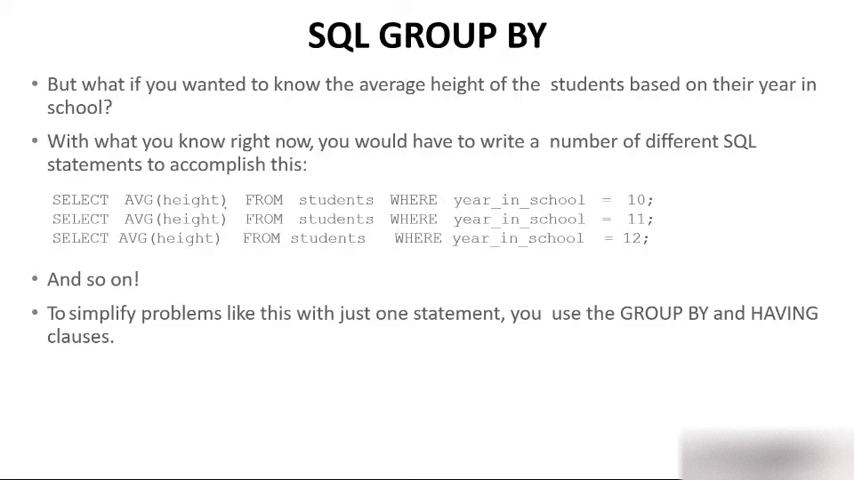 SQL GROUP BY
• But what if you wanted to know the average height of the students based on their year in
school?
• With what you know right now, you would have to write a number of different SQL
statements to accomplish this:
SELECT AVG(height) FROM students WHERE year_in_school = 10;
SELECT AVG(height) FROM students WHERE year_in_school = 11;
SELECT AVG(height) FROM students WHERE year_in_school = 12;
• And so on!
• To simplify problems like this with just one statement, you use the GROUP BY and HAVING
clauses.